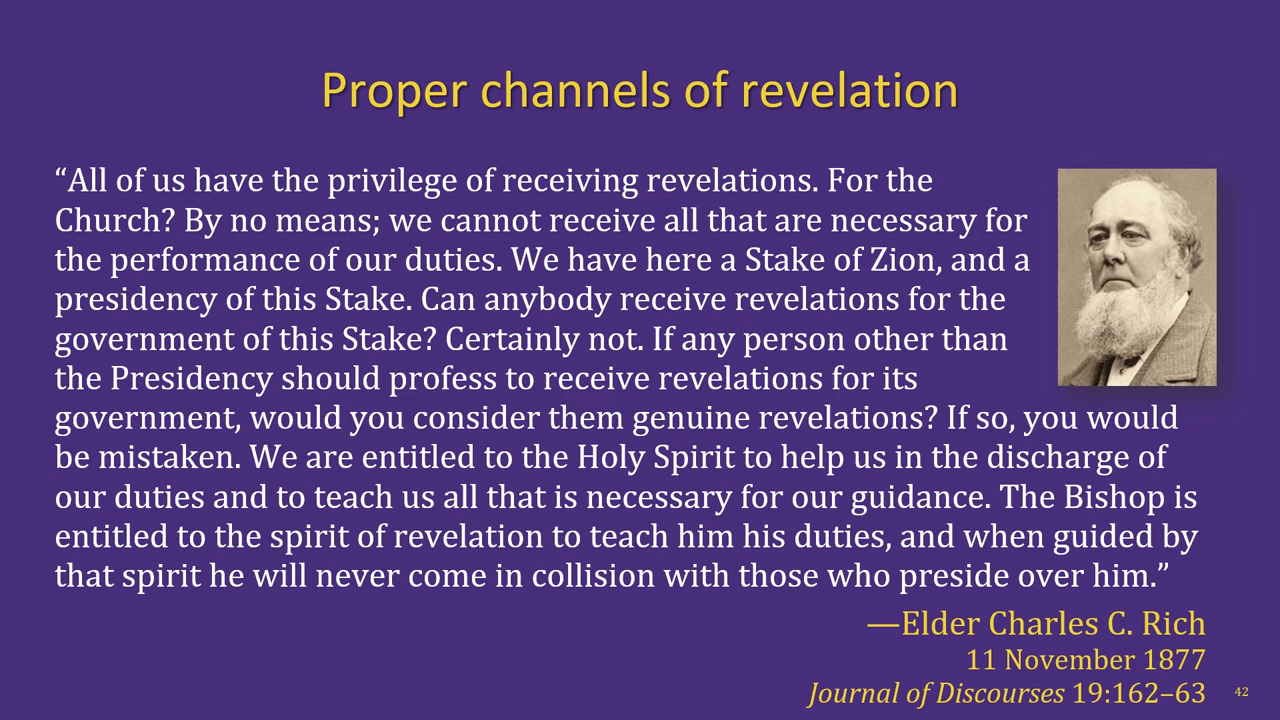 Proper channels of revelation
“All of us have the privilege of receiving revelations. For the
Church? By no means; we cannot receive all that are necessary for
the performance of our duties. We have here a Stake of Zion, and a
presidency of this Stake. Can anybody receive revelations for the
government of this Stake? Certainly not. If any person other than
the Presidency should profess to receive revelations for its
government, would you consider them genuine revelations? If so, you would
be mistaken. We are entitled to the Holy Spirit to help us in the discharge of
our duties and to teach us all that is necessary for our guidance. The Bishop is
entitled to the spirit of revelation to teach him his duties, and when guided by
that spirit he will never come in collision with those who preside over him.”
—Elder Charles C. Rich
11 November 1877
Journal of Discourses 19:162–63
42